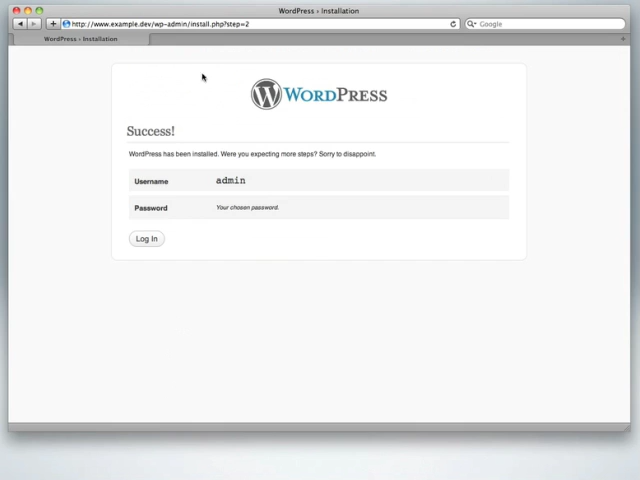 WordPress › Installation
http://www.example.dev/wp-admin/install.php?step=2
Google
WordPress › Installation
WORDPRESS
Success!
WordPress has been installed. Were you expecting more steps? Sorry to disappoint.
Username admin
Password Your chosen password.
Log In